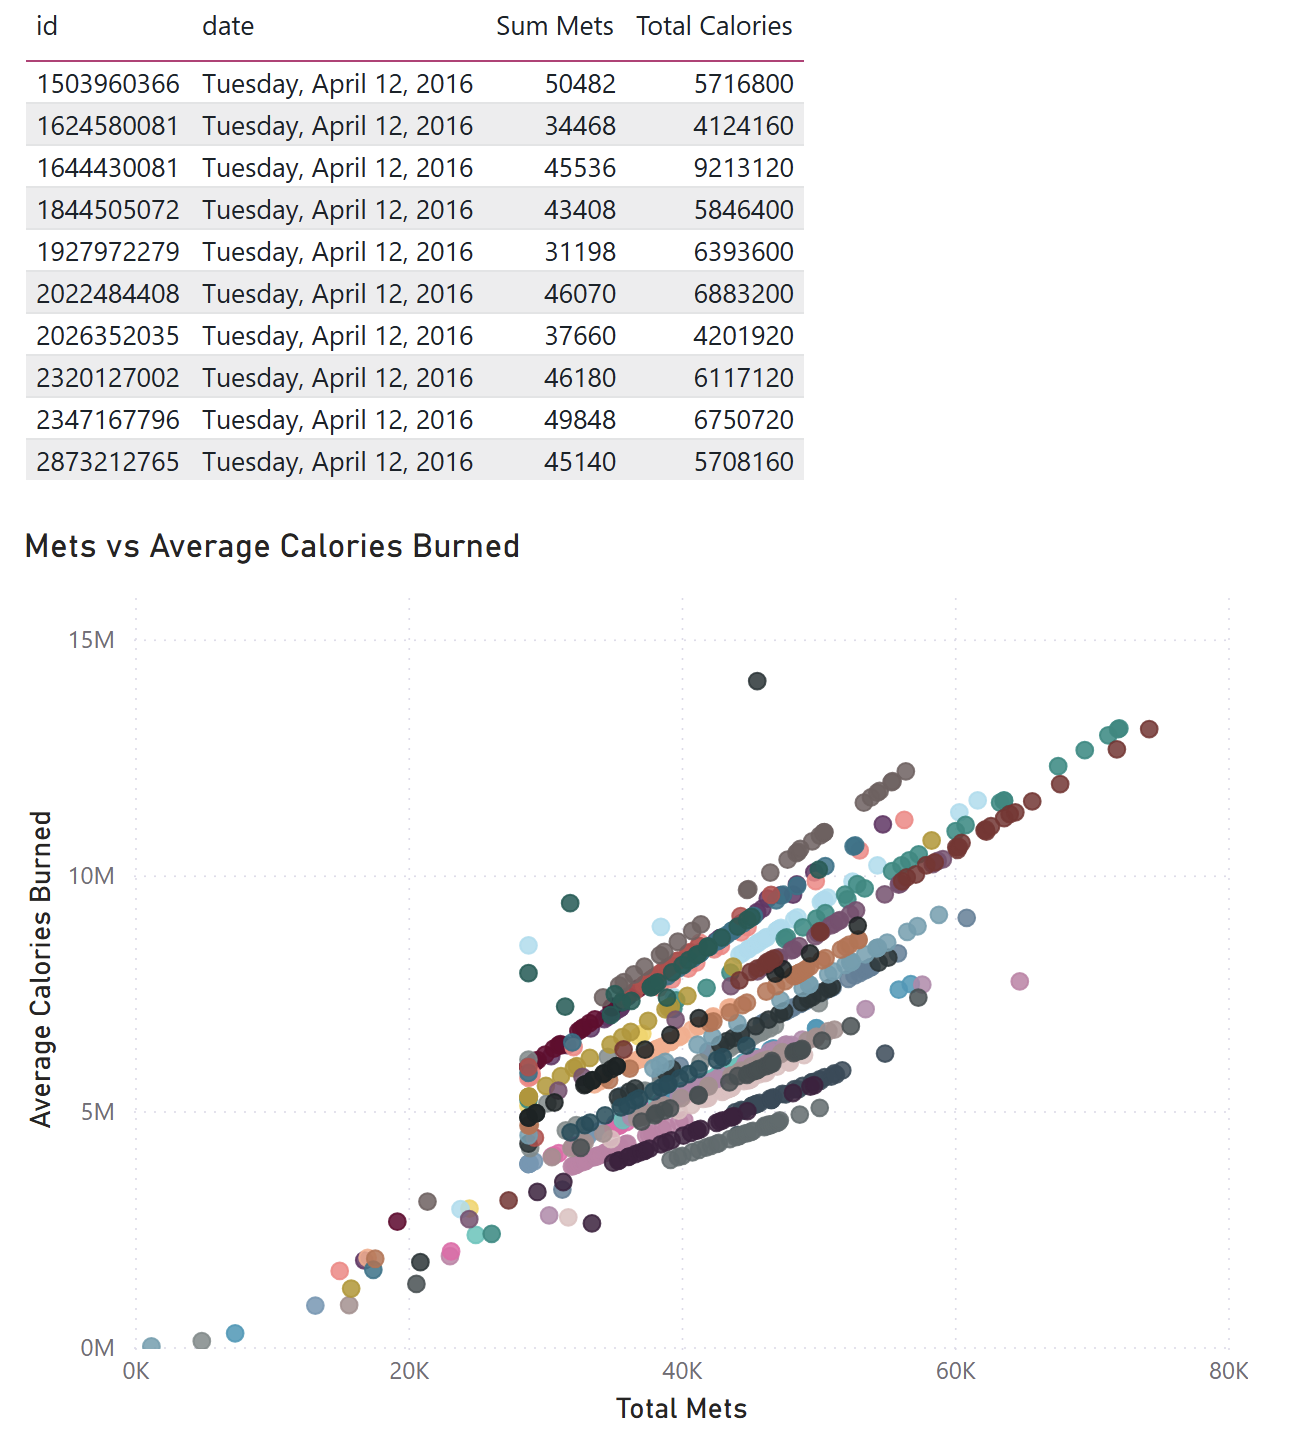 id date Sum Mets Total Calories
1503960366 Tuesday, April 12, 2016 50482 5716800
1624580081 Tuesday, April 12, 2016 34468 4124160
1644430081 Tuesday, April 12, 2016 45536 9213120
1844505072 Tuesday, April 12, 2016 43408 5846400
1927972279 Tuesday, April 12, 2016 31198 6393600
2022484408 Tuesday, April 12, 2016 46070 6883200
2026352035 Tuesday, April 12, 2016 37660 4201920
2320127002 Tuesday, April 12, 2016 46180 6117120
2347167796 Tuesday, April 12, 2016 49848 6750720
2873212765 Tuesday, April 12, 2016 45140 5708160
Mets vs Average Calories Burned
15M
10M
5M
0M
Average Calories Burned
0K 20K 40K 60K 80K
Total Mets